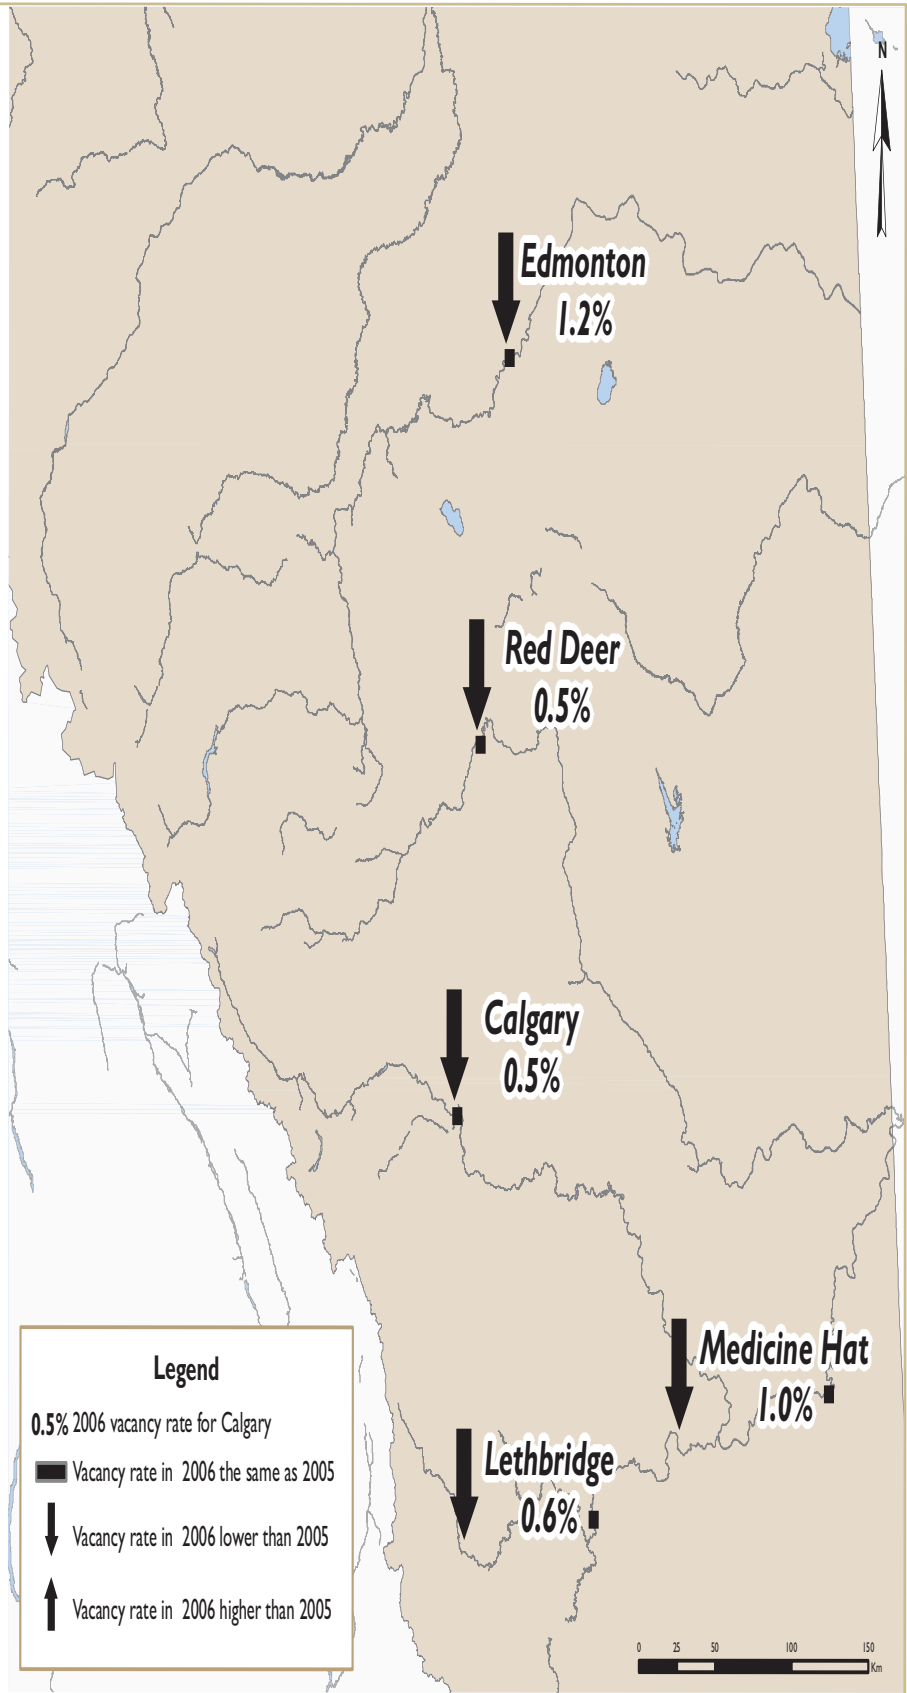 N
Edmonton
1.2%
Red Deer
0.5%
Calgary
0.5%
Medicine Hat
1.0%
Lethbridge
0.6%
Legend
0.5% 2006 vacancy rate for Calgary
Vacancy rate in 2006 the same as 2005
Vacancy rate in 2006 lower than 2005
Vacancy rate in 2006 higher than 2005
0 25 50 100 150
Km